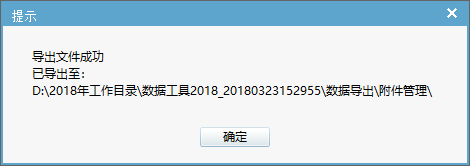 提示
导出文件成功
已导出至：
D:\2018年工作目录\数据工具2018_20180323152955\数据导出\附件管理\
确定